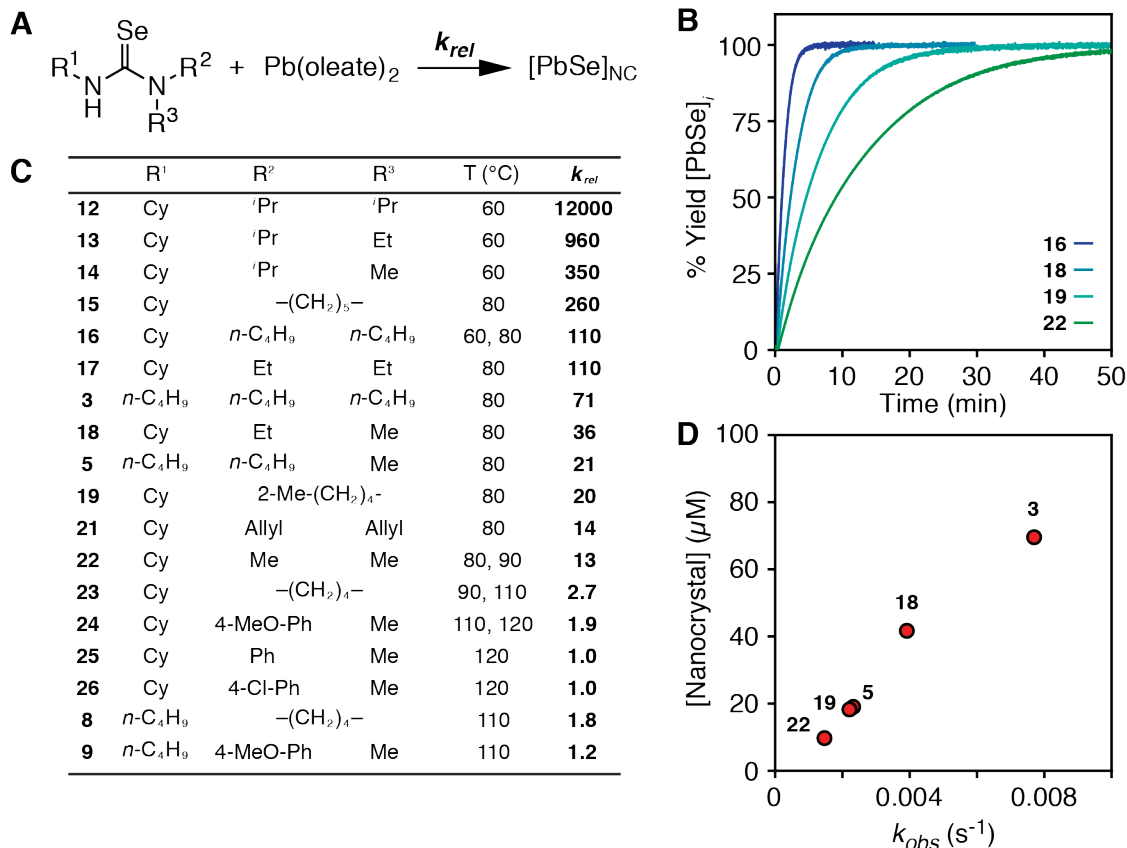 A
Se
R¹ R² + Pb(oleate)₂ k_rel [PbSe]NC
N N
H R³
C
R¹ R² R³ T (°C) k_rel
12 Cy iPr iPr 60 12000
13 Cy iPr Et 60 960
14 Cy iPr Me 60 350
15 Cy –(CH₂)₅– 80 260
16 Cy n-C₄H₉ n-C₄H₉ 60, 80 110
17 Cy Et Et 80 110
3 n-C₄H₉ n-C₄H₉ n-C₄H₉ 80 71
18 Cy Et Me 80 36
5 n-C₄H₉ n-C₄H₉ Me 80 21
19 Cy 2-Me-(CH₂)₄- 80 20
21 Cy Allyl Allyl 80 14
22 Cy Me Me 80, 90 13
23 Cy –(CH₂)₄– 90, 110 2.7
24 Cy 4-MeO-Ph Me 110, 120 1.9
25 Cy Ph Me 120 1.0
26 Cy 4-Cl-Ph Me 120 1.0
8 n-C₄H₉ –(CH₂)₄– 110 1.8
9 n-C₄H₉ 4-MeO-Ph Me 110 1.2
B
% Yield [PbSe]i
100
75
50
25
0
16
18
19
22
0 10 20 30 40 50
Time (min)
D
[Nanocrystal] (µM)
100
80
60
40
20
0
3
18
19 5
22
0 0.004 0.008
k_obs (s⁻¹)